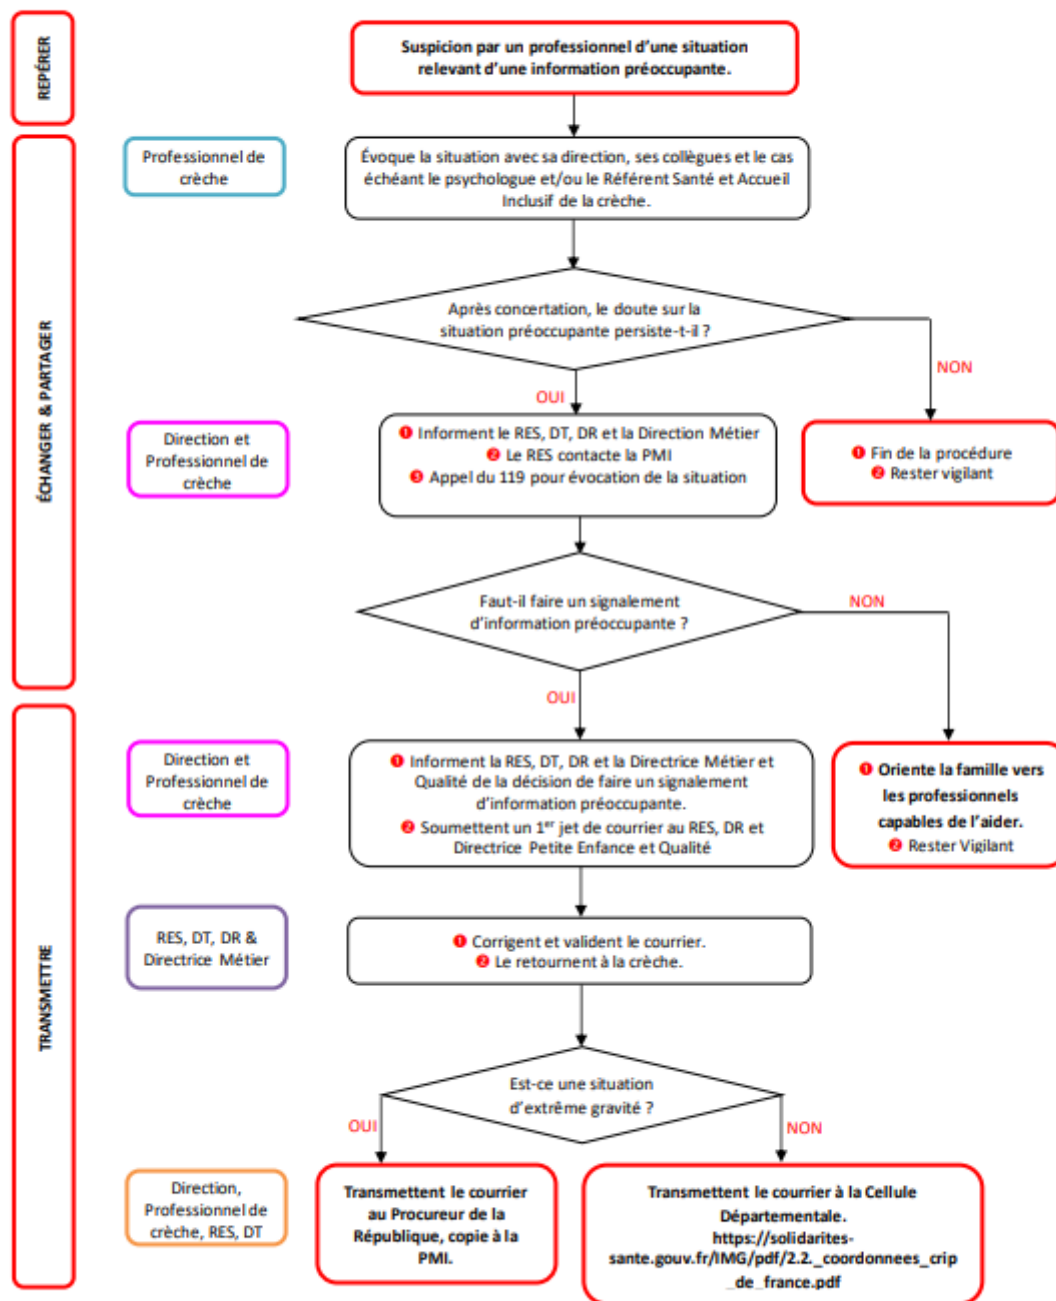 REPÉRER
Suspicion par un professionnel d'une situation
relevant d'une information préoccupante.
ÉCHANGER & PARTAGER
Professionnel de
crèche
Évoque la situation avec sa direction, ses collègues et le cas
échéant le psychologue et/ou le Référent Santé et Accueil
Inclusif de la crèche.
Après concertation, le doute sur la
situation préoccupante persiste-t-il ?
NON
OUI
Direction et
Professionnel de
crèche
❶ Informent le RES, DT, DR et la Direction Métier
❷ Le RES contacte la PMI
❸ Appel du 119 pour évocation de la situation
❶ Fin de la procédure
❷ Rester vigilant
Faut-il faire un signalement
d'information préoccupante ?
NON
OUI
TRANSMETTRE
Direction et
Professionnel de
crèche
❶ Informent la RES, DT, DR et la Directrice Métier et
Qualité de la décision de faire un signalement
d'information préoccupante.
❷ Soumettent un 1er jet de courrier au RES, DR et
Directrice Petite Enfance et Qualité
❶ Oriente la famille vers
les professionnels
capables de l'aider.
❷ Rester Vigilant
RES, DT, DR &
Directrice Métier
❶ Corrigent et valident le courrier.
❷ Le retournent à la crèche.
Est-ce une situation
d'extrême gravité ?
OUI
NON
Direction,
Professionnel de
crèche, RES, DT
Transmettent le courrier
au Procureur de la
République, copie à la
PMI.
Transmettent le courrier à la Cellule
Départementale.
https://solidarites-
sante.gouv.fr/IMG/pdf/2.2._coordonnees_crip
_de_france.pdf